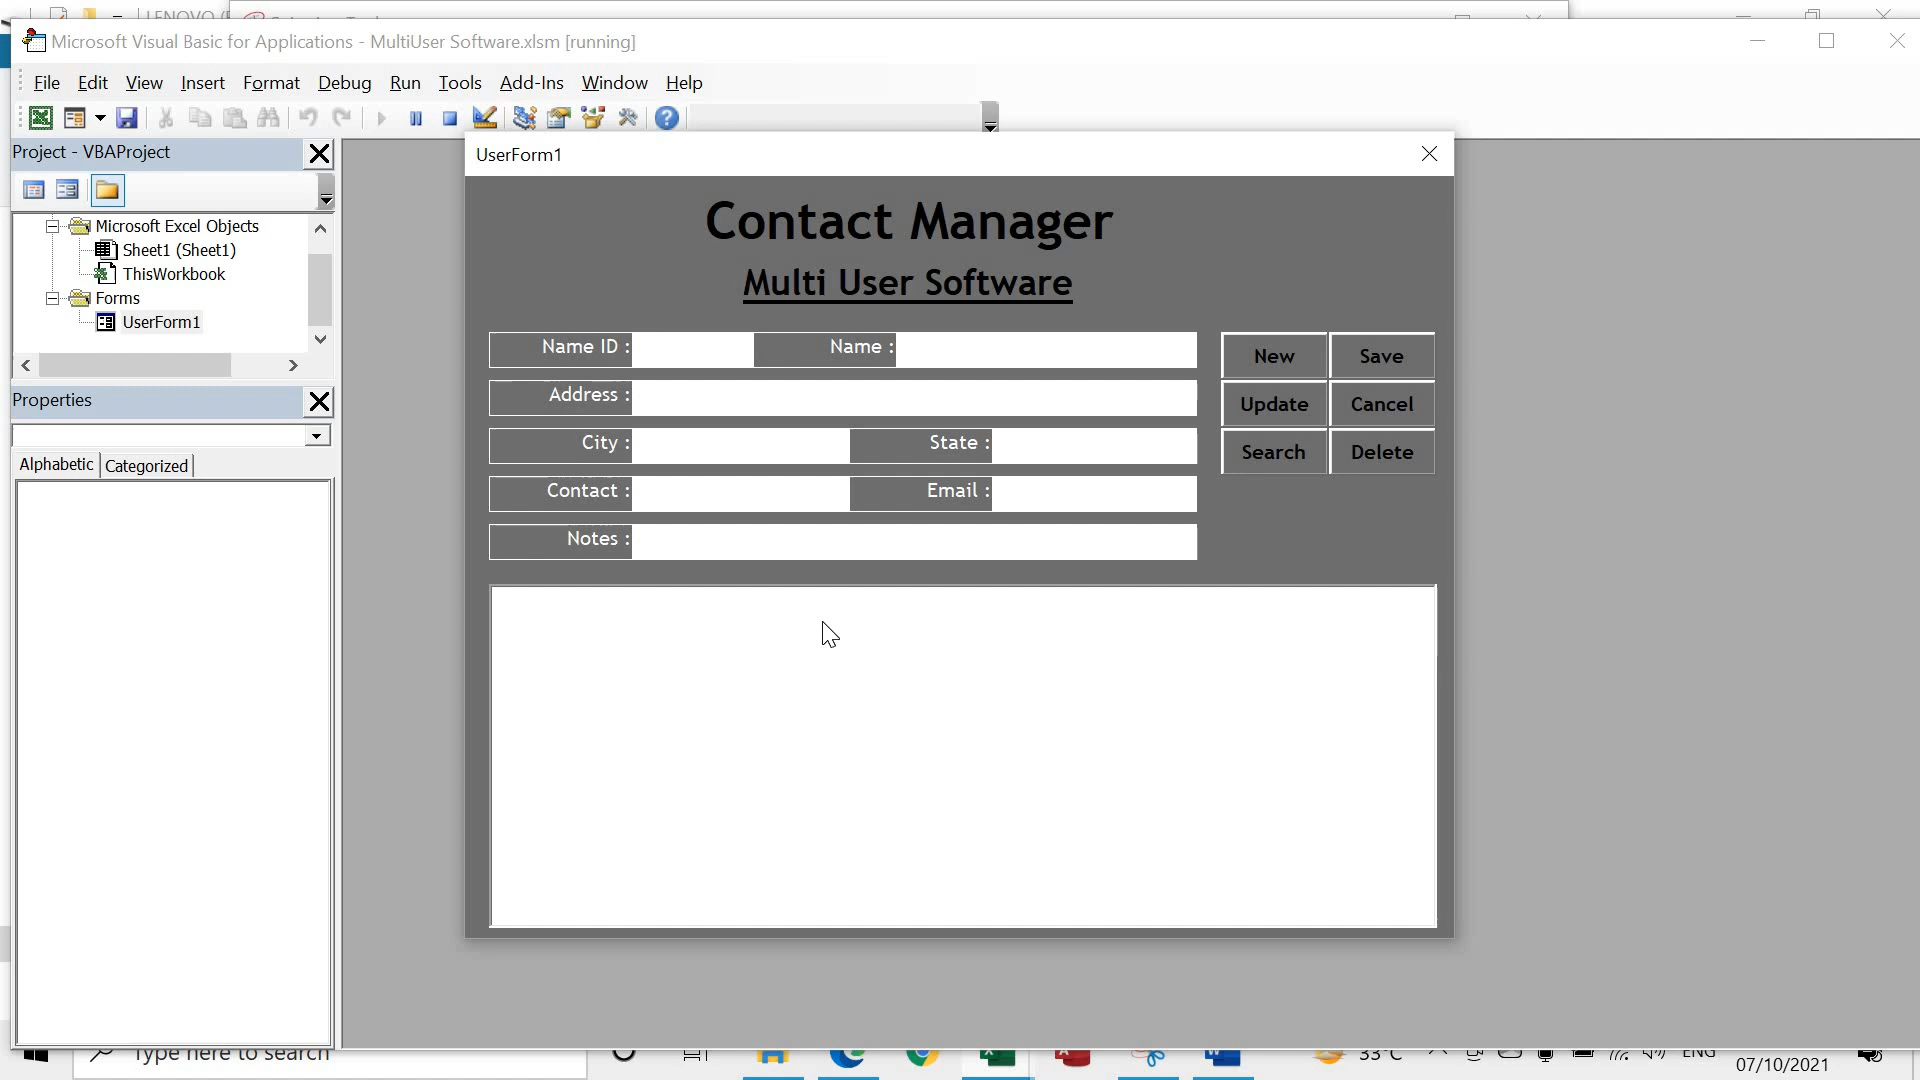 LENOVO (
Microsoft Visual Basic for Applications - MultiUser Software.xlsm [running]
File Edit View Insert Format Debug Run Tools Add-Ins Window Help
Project - VBAProject
Microsoft Excel Objects
Sheet1 (Sheet1)
ThisWorkbook
Forms
UserForm1
Properties
Alphabetic Categorized
UserForm1
Contact Manager
Multi User Software
Name ID : Name :
Address :
City : State :
Contact : Email :
Notes :
New Save
Update Cancel
Search Delete
Type here to search
33°C
ENG
07/10/2021